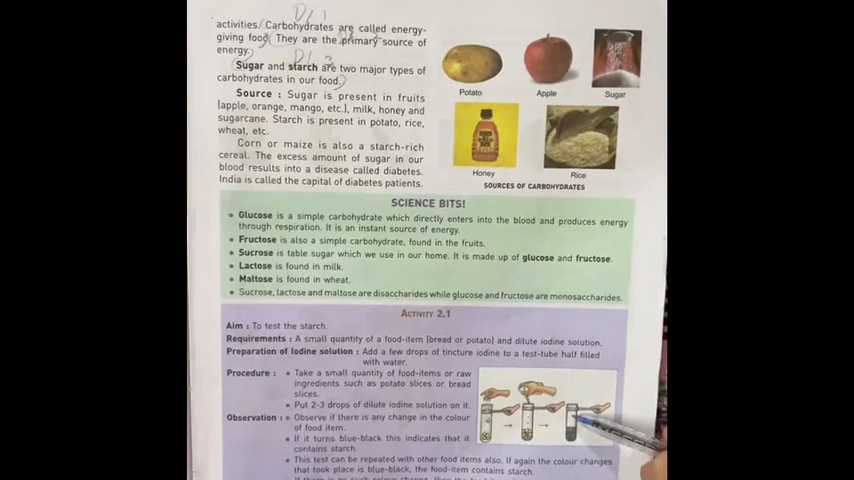 activities. Carbohydrates are called energy-
giving food. They are the primary source of
energy.
Sugar and starch are two major types of
carbohydrates in our food.
Source : Sugar is present in fruits
(apple, orange, mango, etc.), milk, honey and
sugarcane. Starch is present in potato, rice,
wheat, etc.
Corn or maize is also a starch-rich
cereal. The excess amount of sugar in our
blood results into a disease called diabetes.
India is called the capital of diabetes patients.
Potato
Apple
Sugar
Honey
Rice
SOURCES OF CARBOHYDRATES
SCIENCE BITS!
• Glucose is a simple carbohydrate which directly enters into the blood and produces energy
through respiration. It is an instant source of energy.
• Fructose is also a simple carbohydrate, found in the fruits.
• Sucrose is table sugar which we use in our home. It is made up of glucose and fructose.
• Lactose is found in milk.
• Maltose is found in wheat.
• Sucrose, lactose and maltose are disaccharides while glucose and fructose are monosaccharides.
ACTIVITY 2.1
Aim : To test the starch.
Requirements : A small quantity of a food-item (bread or potato) and dilute iodine solution.
Preparation of Iodine solution : Add a few drops of tincture iodine to a test-tube half filled
with water.
Procedure : • Take a small quantity of food-items or raw
ingredients such as potato slices or bread
slices.
• Put 2-3 drops of dilute iodine solution on it.
Observation : • Observe if there is any change in the colour
of food item.
• If it turns blue-black this indicates that it
contains starch.
• This test can be repeated with other food items also. If again the colour changes
that took place is blue-black, the food-item contains starch.